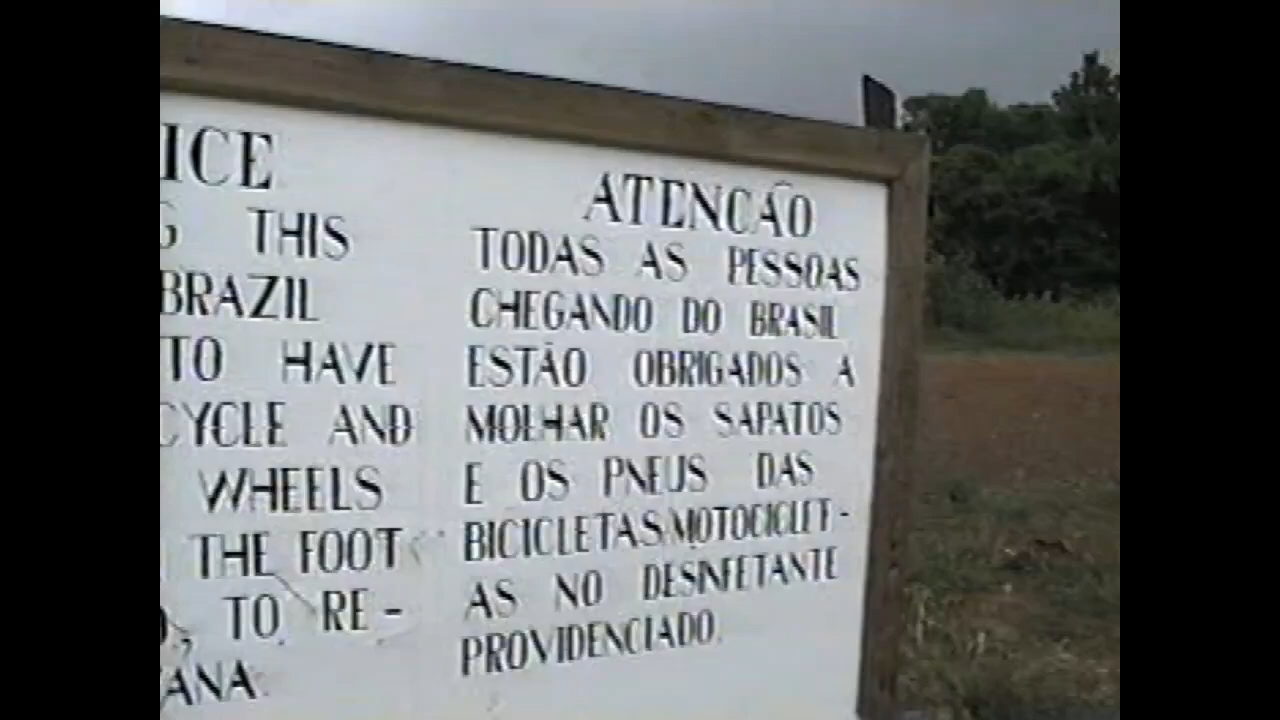 ICE
G THIS
BRAZIL
TO HAVE
CYCLE AND
WHEELS
THE FOOT
, TO RE-
ANA.
ATENCÃO
TODAS AS PESSOAS
CHEGANDO DO BRASIL
ESTÃO OBRIGADOS A
MOLHAR OS SAPATOS
E OS PNEUS DAS
BICICLETAS/MOTOCICLET-
AS NO DESINFETANTE
PROVIDENCIADO.